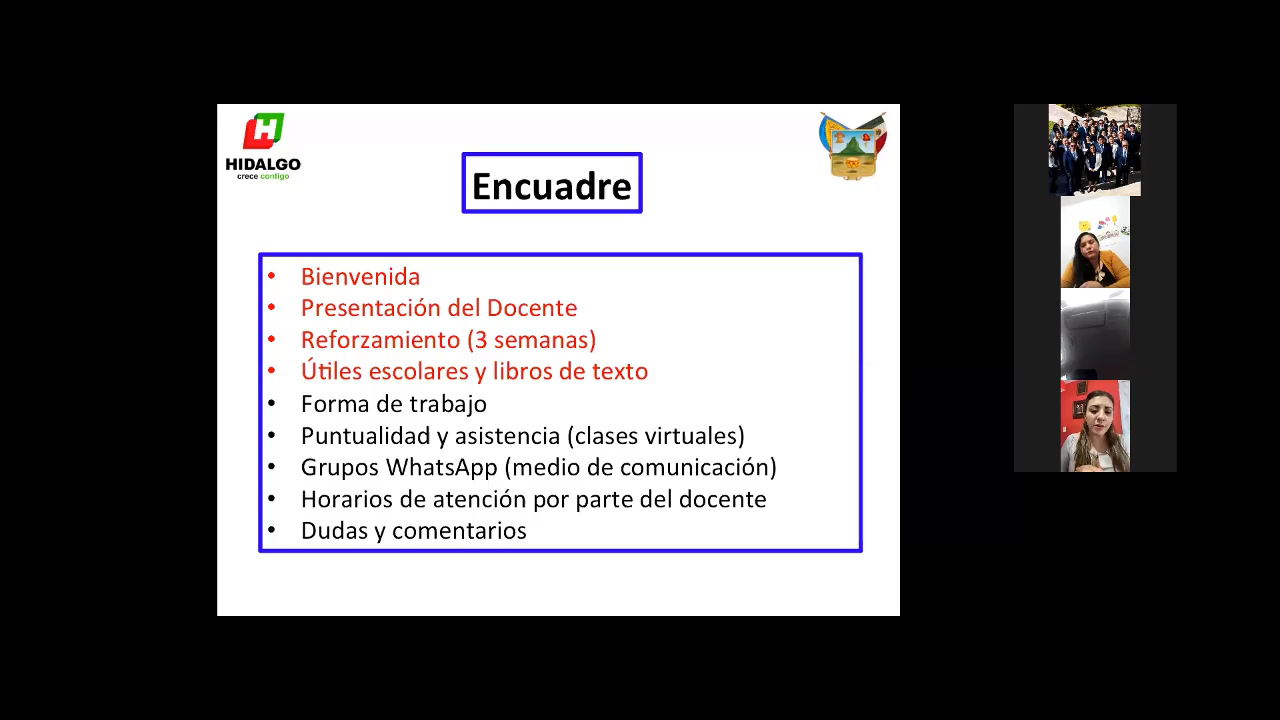 HIDALGO
crece contigo
Encuadre
• Bienvenida
• Presentación del Docente
• Reforzamiento (3 semanas)
• Útiles escolares y libros de texto
• Forma de trabajo
• Puntualidad y asistencia (clases virtuales)
• Grupos WhatsApp (medio de comunicación)
• Horarios de atención por parte del docente
• Dudas y comentarios